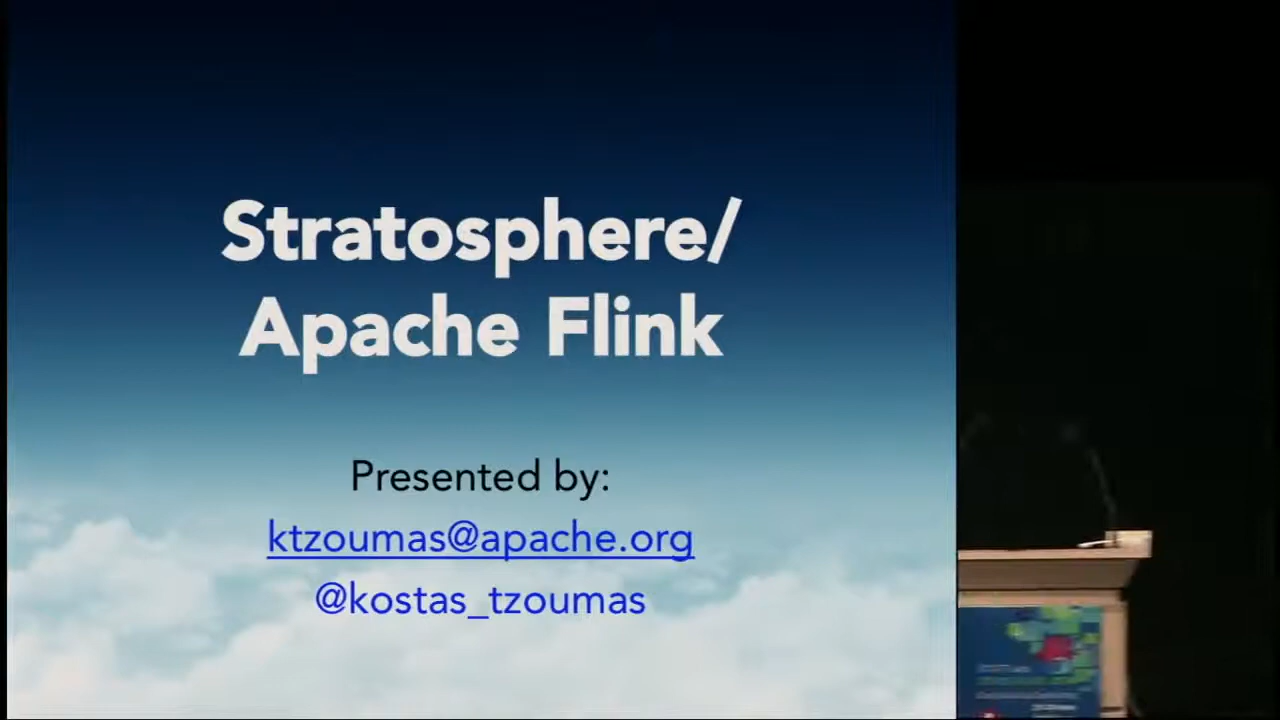 Stratosphere/
Apache Flink
Presented by:
ktzoumas@apache.org
@kostas_tzoumas